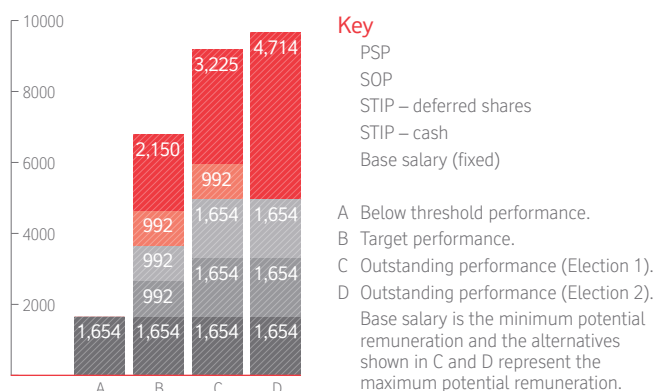 10000
8000
6000
4000
2000
4,714
3,225
2,150
992
992
1,654
1,654
992
992
1,654
1,654
1,654
1,654
1,654
1,654
A
B
C
D
Key
PSP
SOP
STIP – deferred shares
STIP – cash
Base salary (fixed)
A Below threshold performance.
B Target performance.
C Outstanding performance (Election 1).
D Outstanding performance (Election 2).
Base salary is the minimum potential
remuneration and the alternatives
shown in C and D represent the
maximum potential remuneration.